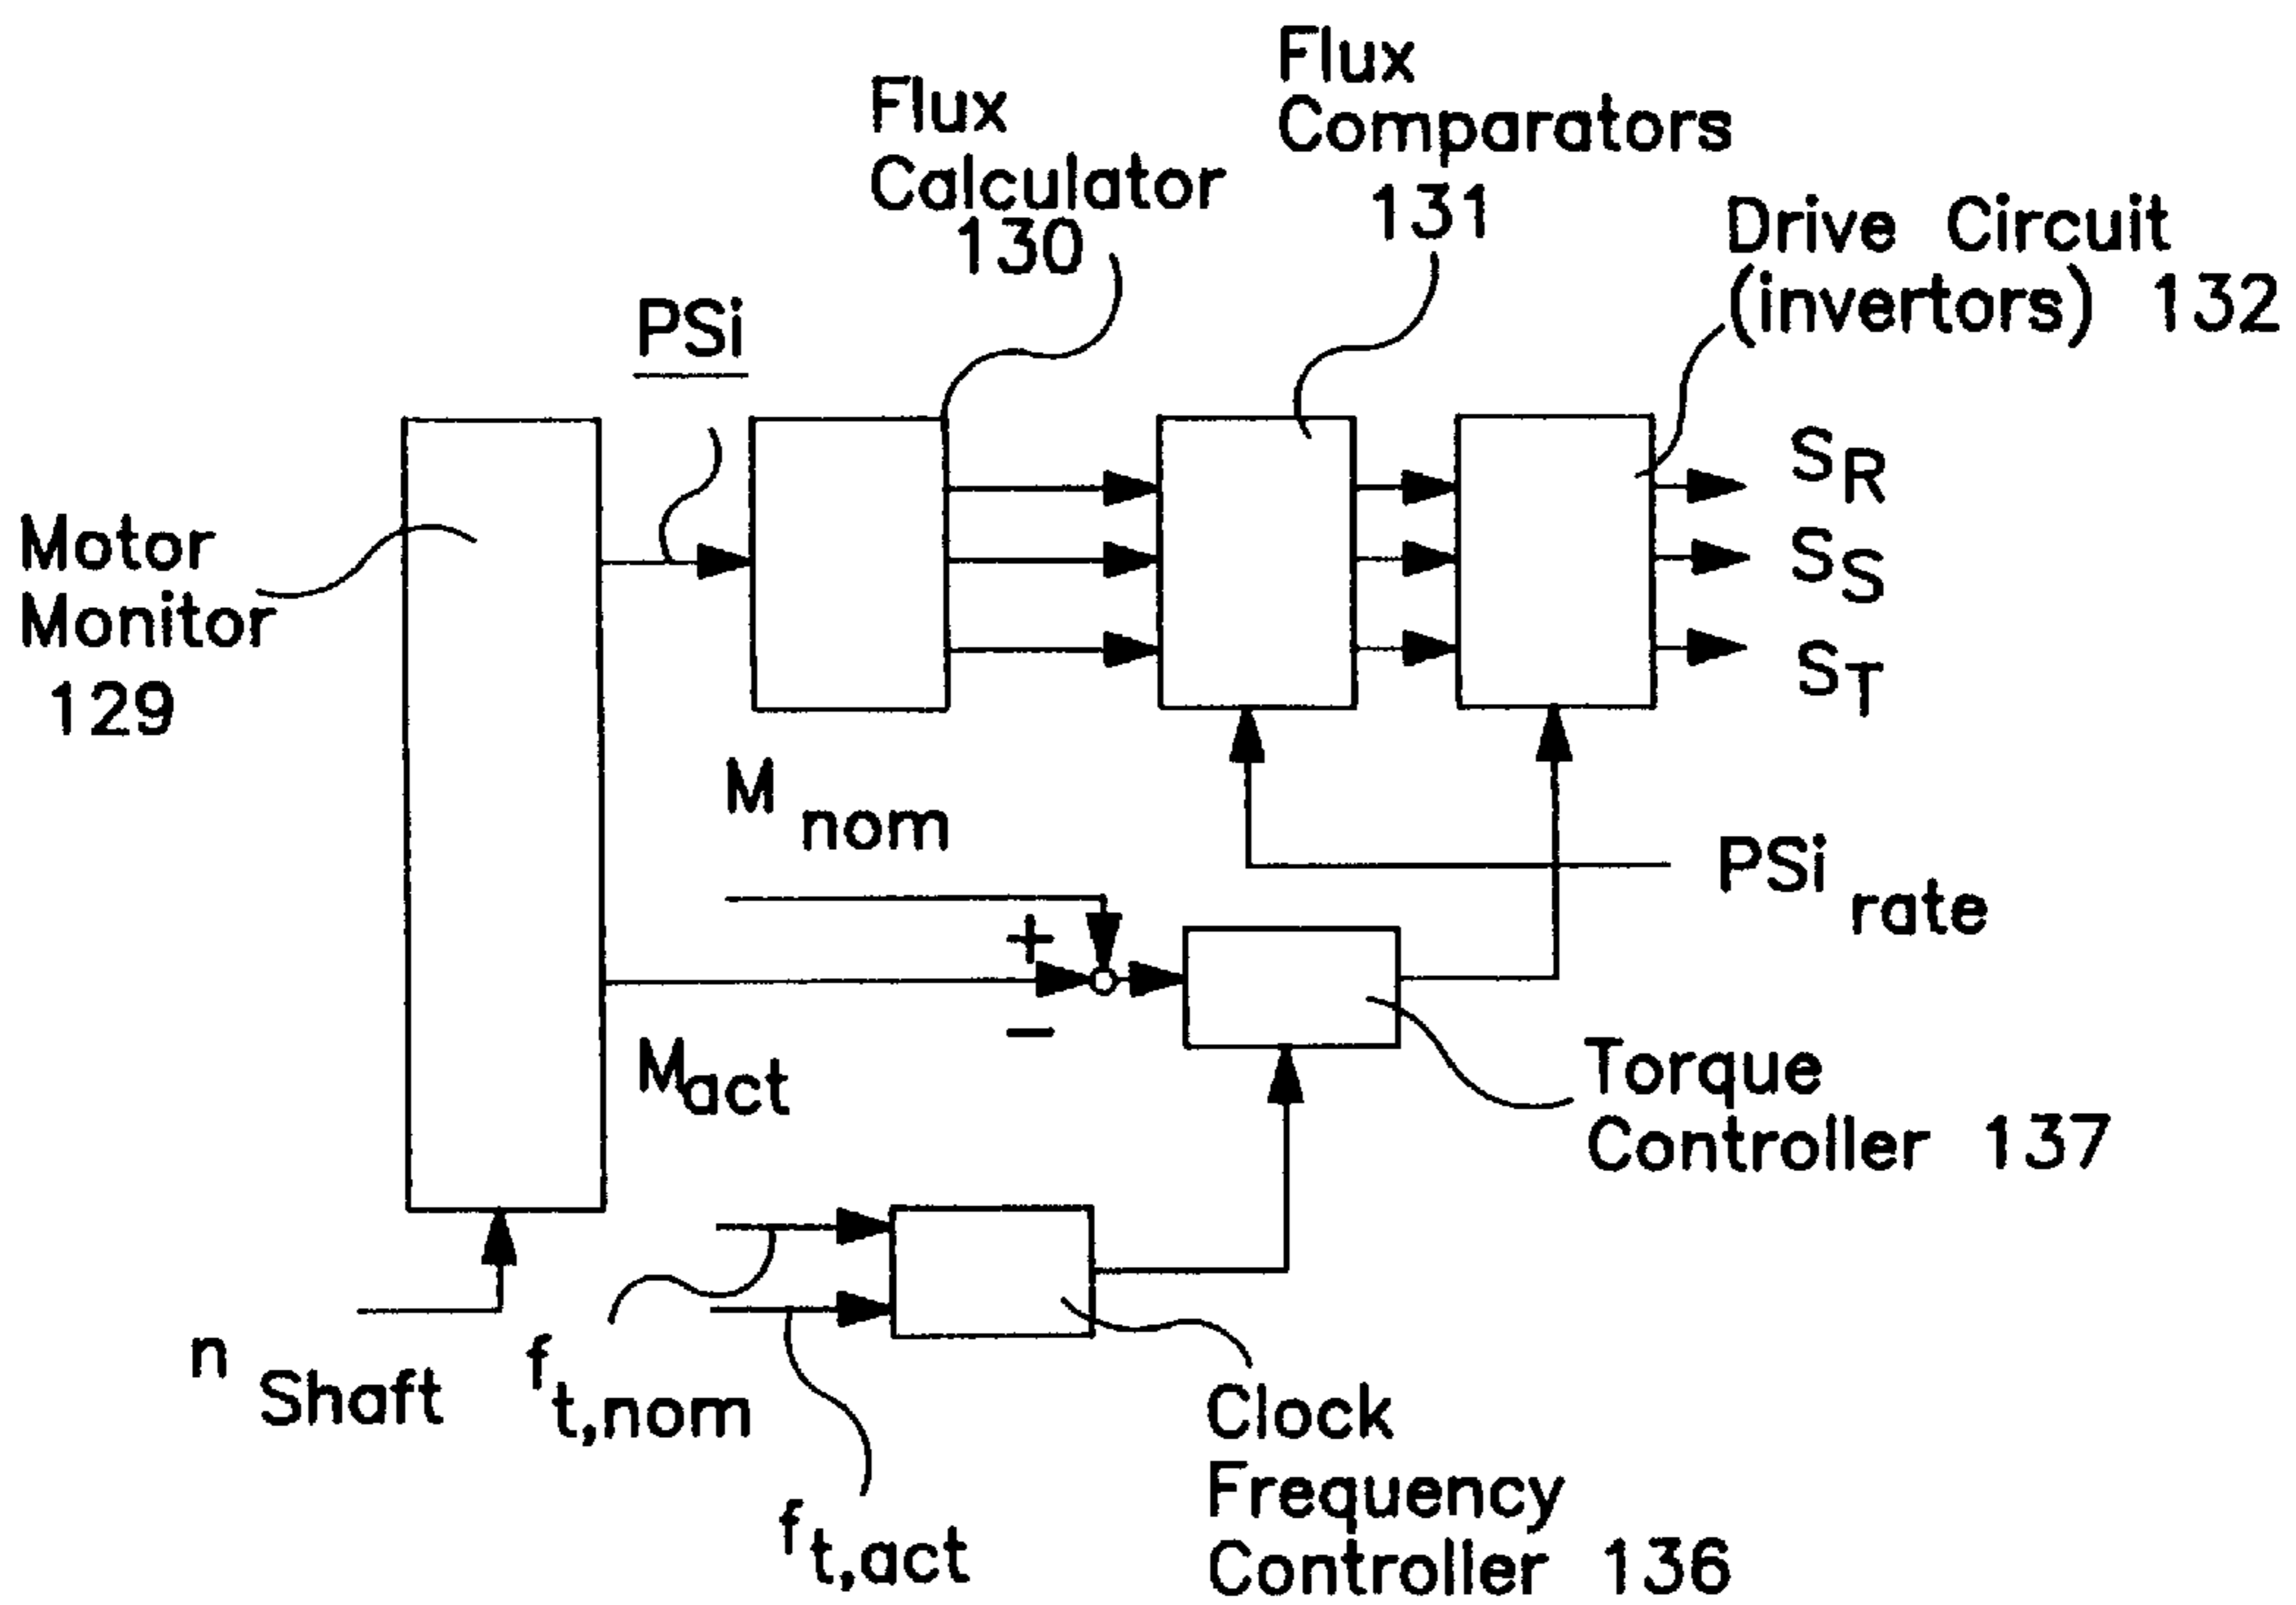 Flux
Calculator
130
Flux
Comparators
131
Drive Circuit
(invertors) 132
PSi
Motor
Monitor
129
SR
SS
ST
M nom
PSi rate
+
−
Mact
Torque
Controller 137
n Shaft
ft,nom
ft,act
Clock
Frequency
Controller 136